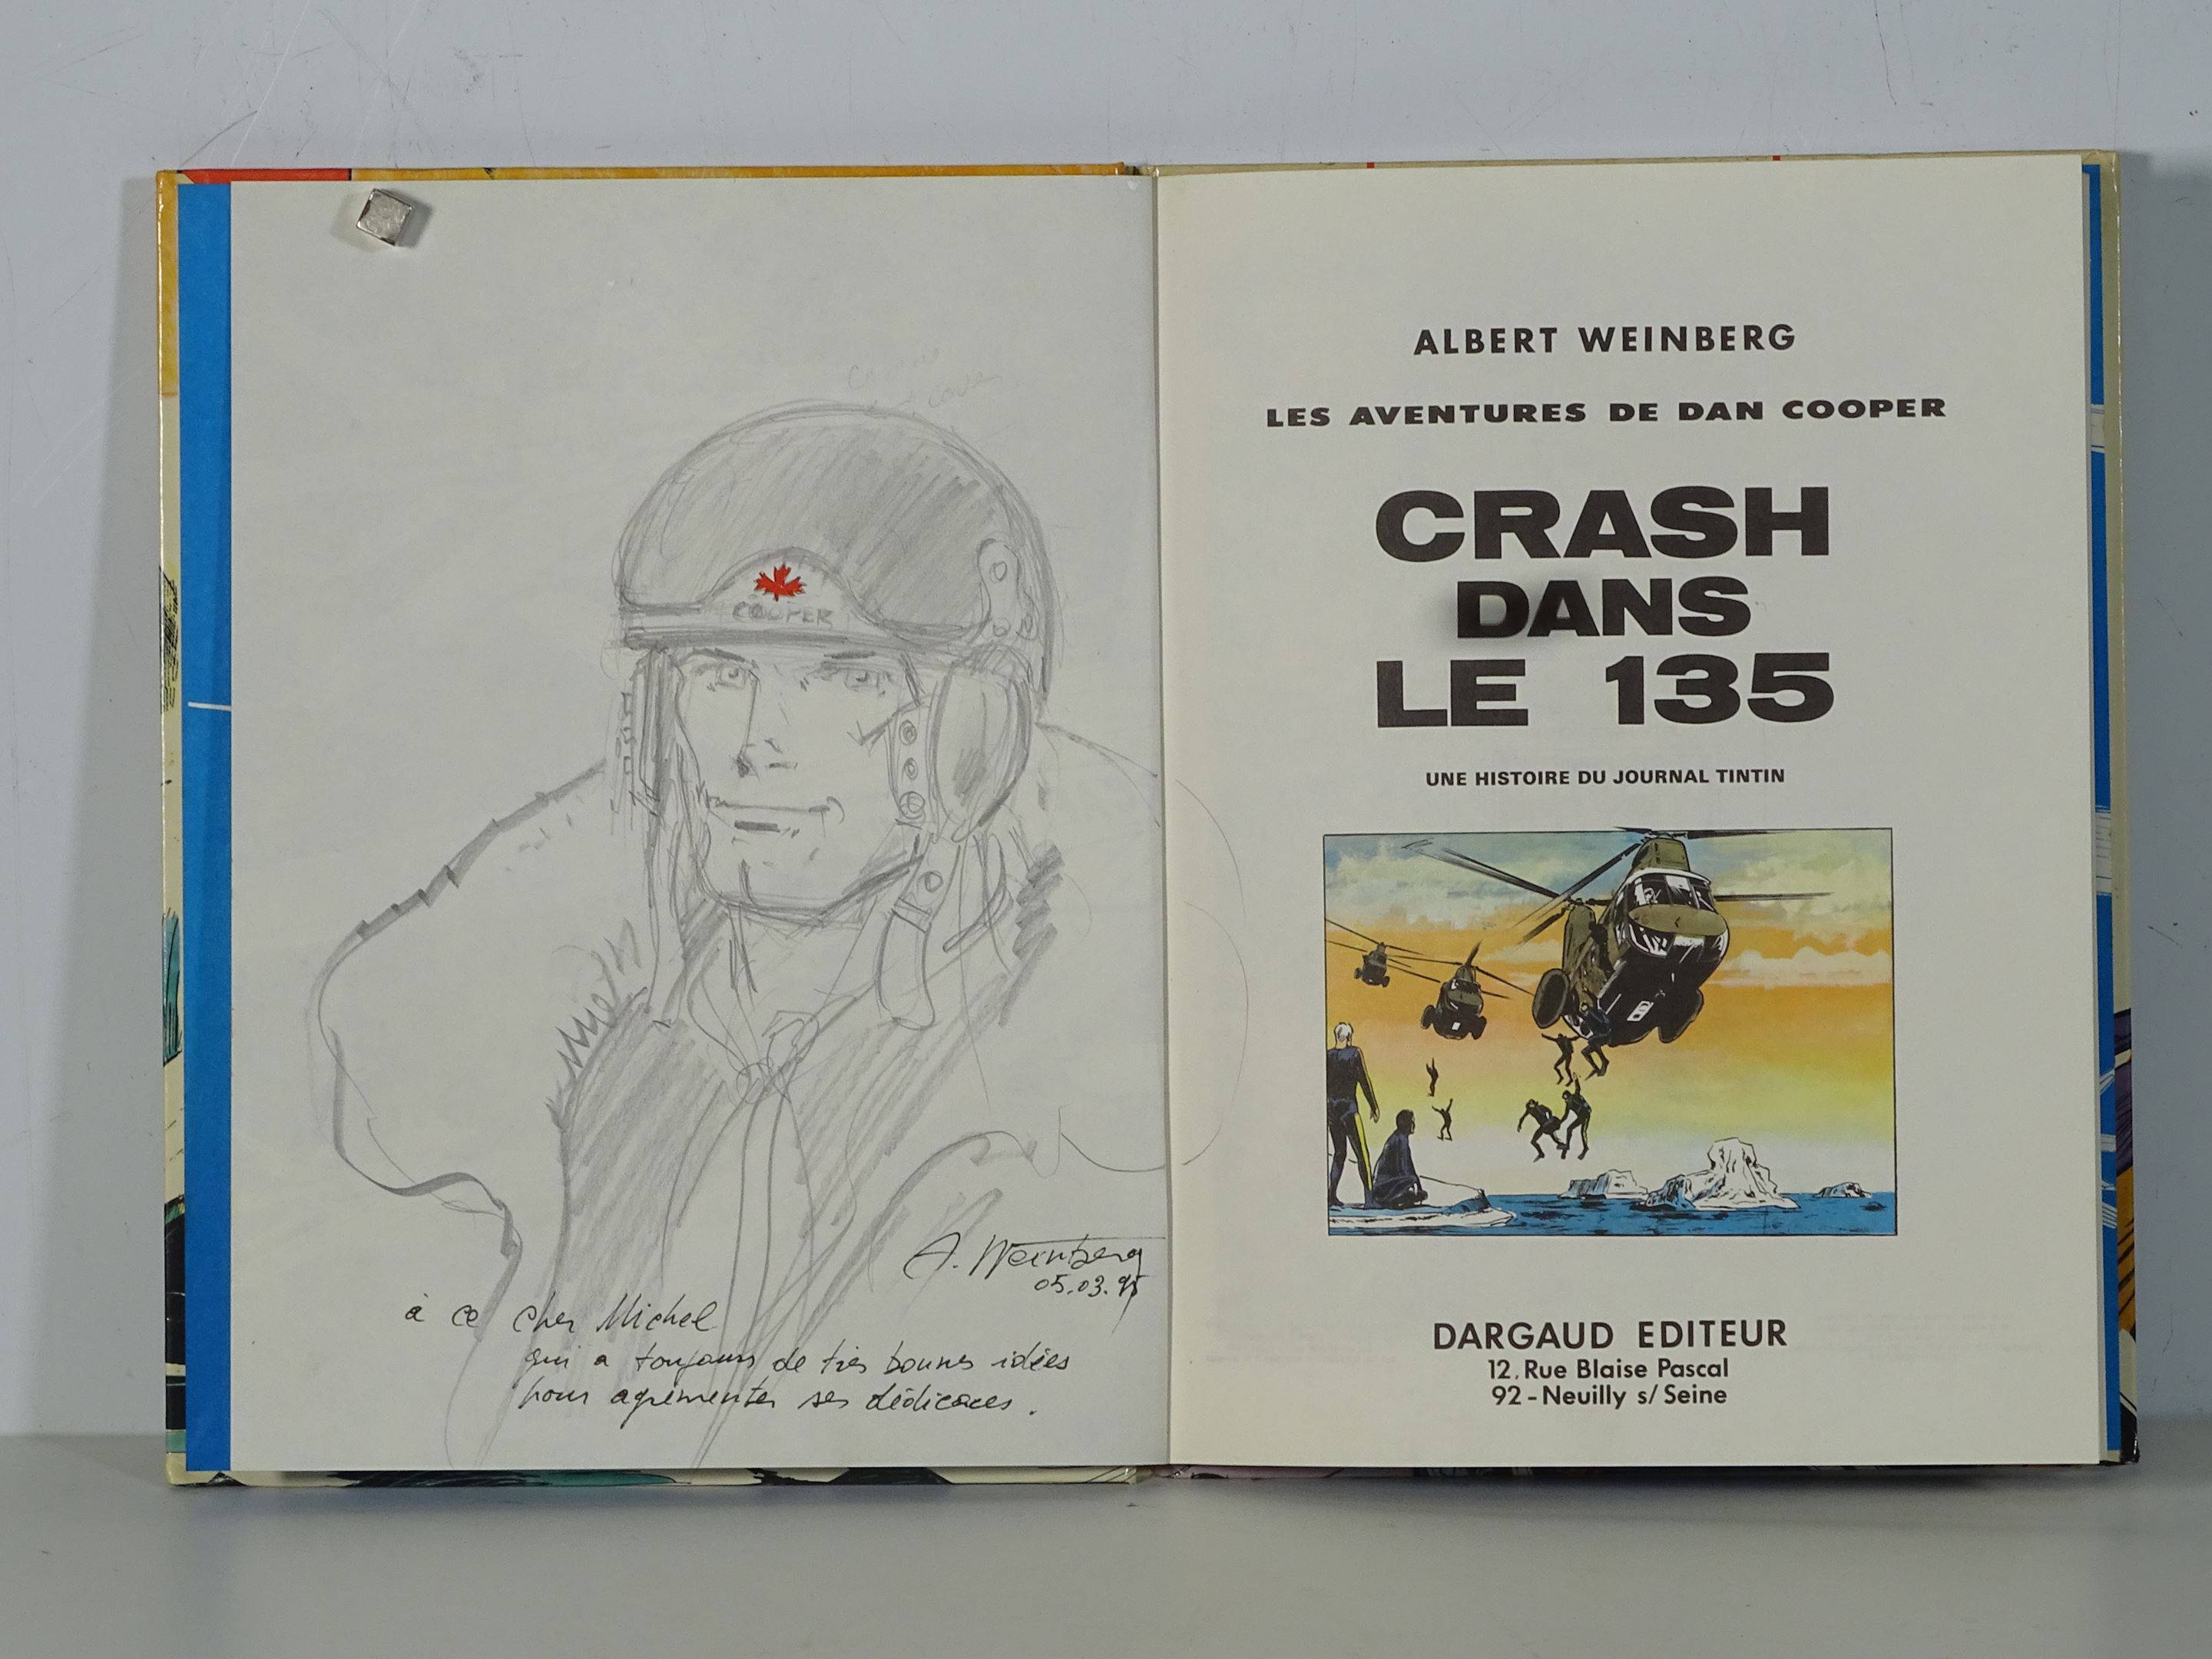 COOPER
A. Weinberg
05.03.95
à ce cher Michel
qui a toujours de très bonnes idées
pour agrémenter ses dédicaces.
ALBERT WEINBERG
LES AVENTURES DE DAN COOPER
CRASH
DANS
LE 135
UNE HISTOIRE DU JOURNAL TINTIN
DARGAUD EDITEUR
12, Rue Blaise Pascal
92-Neuilly s/ Seine